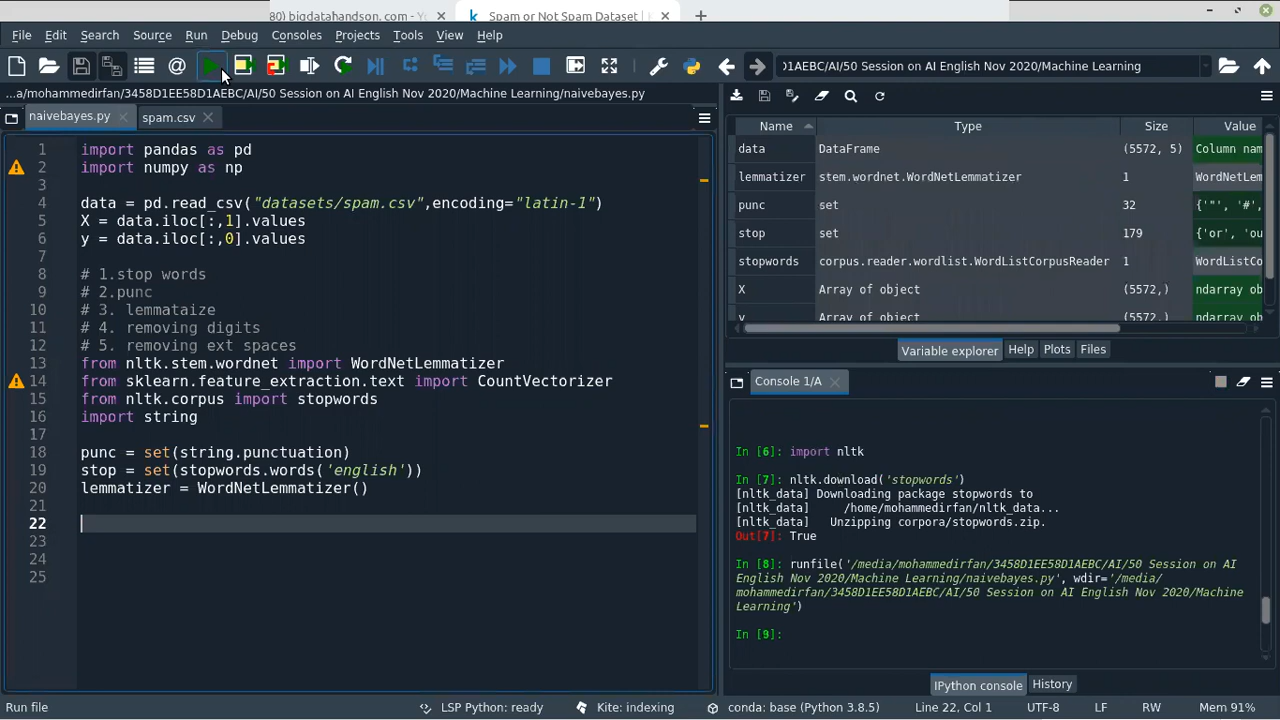 80) bigdatahandson.com - Yo
Spam or Not Spam Dataset | K
File Edit Search Source Run Debug Consoles Projects Tools View Help
)1AEBC/AI/50 Session on AI English Nov 2020/Machine Learning
...a/mohammedirfan/3458D1EE58D1AEBC/AI/50 Session on AI English Nov 2020/Machine Learning/naivebayes.py
naivebayes.py
spam.csv
1 import pandas as pd
2 import numpy as np
3
4 data = pd.read_csv("datasets/spam.csv",encoding="latin-1")
5 X = data.iloc[:,1].values
6 y = data.iloc[:,0].values
7
8 # 1.stop words
9 # 2.punc
10 # 3. lemmataize
11 # 4. removing digits
12 # 5. removing ext spaces
13 from nltk.stem.wordnet import WordNetLemmatizer
14 from sklearn.feature_extraction.text import CountVectorizer
15 from nltk.corpus import stopwords
16 import string
17
18 punc = set(string.punctuation)
19 stop = set(stopwords.words('english'))
20 lemmatizer = WordNetLemmatizer()
21
22
23
24
25
Name Type Size Value
data DataFrame (5572, 5) Column nam
lemmatizer stem.wordnet.WordNetLemmatizer 1 WordNetLem
punc set 32 {'"', '#',
stop set 179 {'or', 'ou
stopwords corpus.reader.wordlist.WordListCorpusReader 1 WordListCo
X Array of object (5572,) ndarray ob
y Array of object (5572,) ndarray ob
Variable explorer Help Plots Files
Console 1/A
In [6]: import nltk
In [7]: nltk.download('stopwords')
[nltk_data] Downloading package stopwords to
[nltk_data]     /home/mohammedirfan/nltk_data...
[nltk_data]   Unzipping corpora/stopwords.zip.
Out[7]: True
In [8]: runfile('/media/mohammedirfan/3458D1EE58D1AEBC/AI/50 Session on AI
English Nov 2020/Machine Learning/naivebayes.py', wdir='/media/
mohammedirfan/3458D1EE58D1AEBC/AI/50 Session on AI English Nov 2020/Machine
Learning')
In [9]:
IPython console History
Run file LSP Python: ready Kite: indexing conda: base (Python 3.8.5) Line 22, Col 1 UTF-8 LF RW Mem 91%